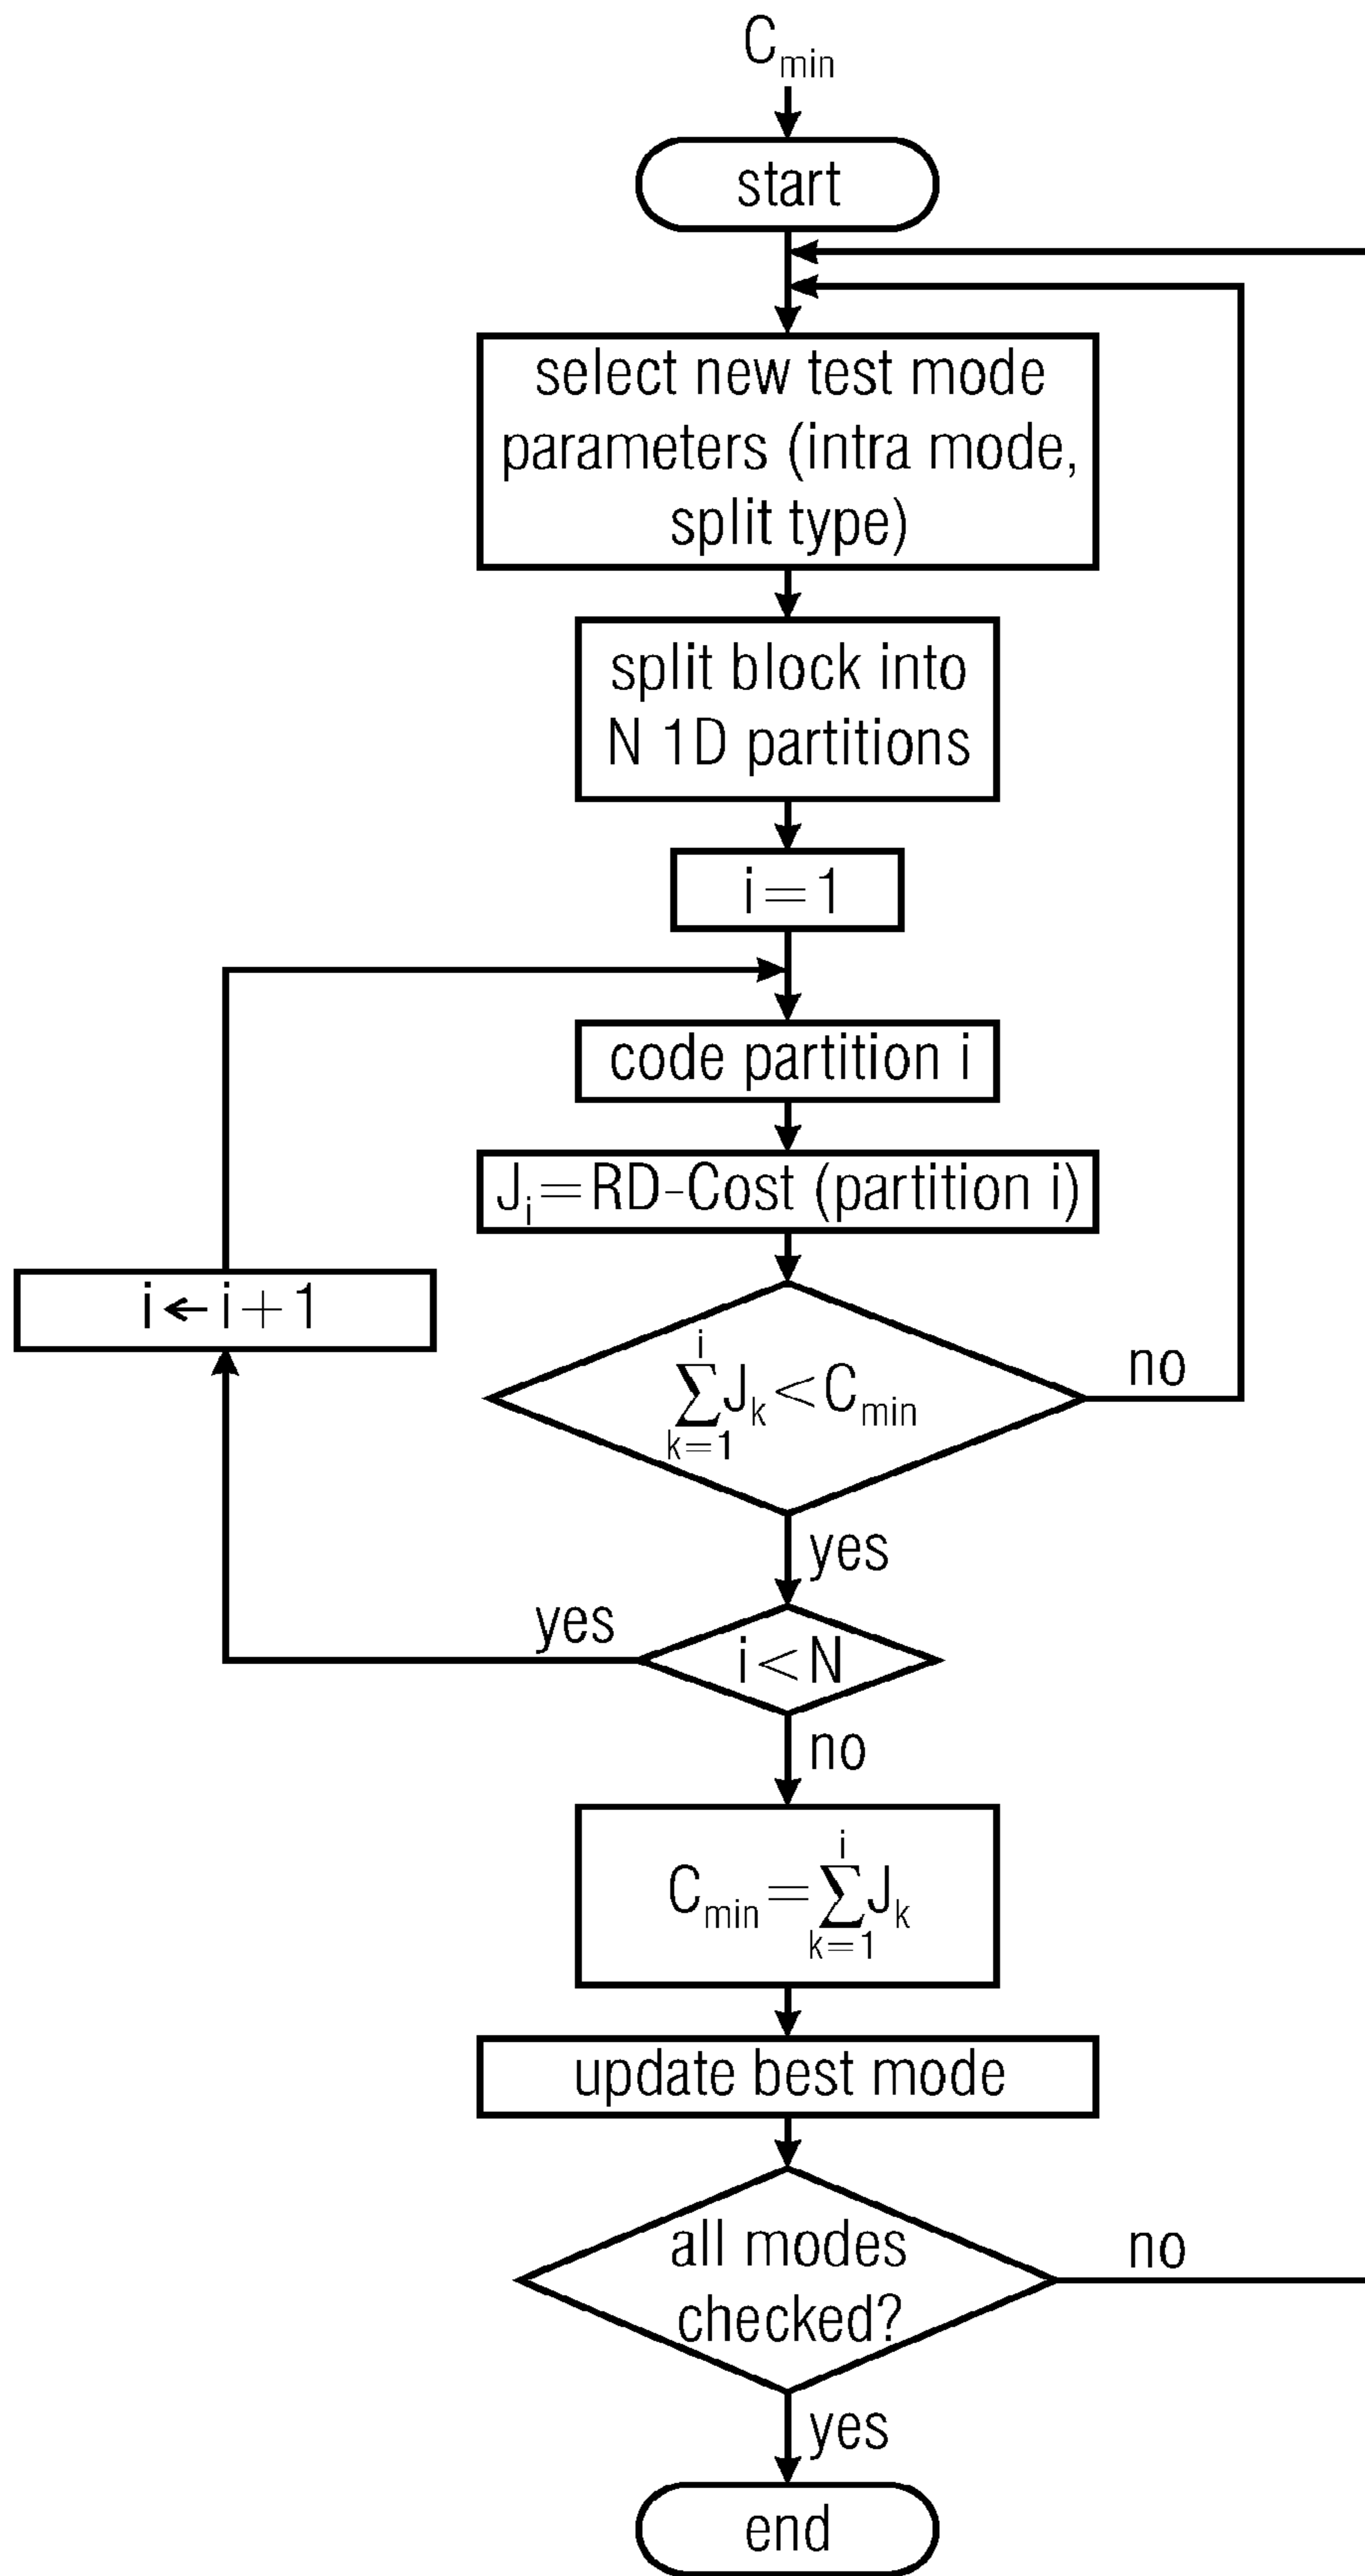 C_min
start
select new test mode
parameters (intra mode,
split type)
split block into
N 1D partitions
i=1
code partition i
J_i=RD-Cost (partition i)
i←i+1
∑_{k=1}^{i} J_k<C_min
no
yes
yes
i<N
no
C_min=∑_{k=1}^{i} J_k
update best mode
all modes
checked?
no
yes
end